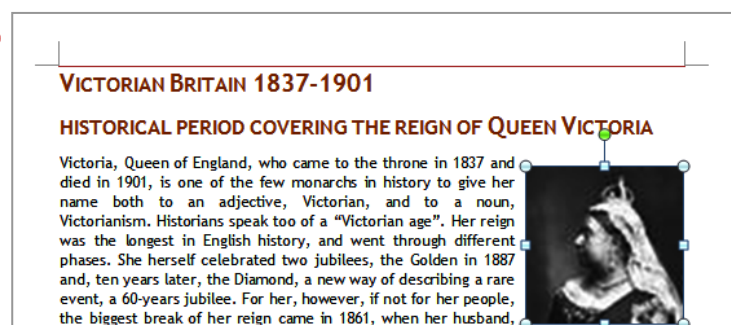 VICTORIAN BRITAIN 1837-1901
HISTORICAL PERIOD COVERING THE REIGN OF QUEEN VICTORIA
Victoria, Queen of England, who came to the throne in 1837 and
died in 1901, is one of the few monarchs in history to give her
name both to an adjective, Victorian, and to a noun,
Victorianism. Historians speak too of a “Victorian age”. Her reign
was the longest in English history, and went through different
phases. She herself celebrated two jubilees, the Golden in 1887
and, ten years later, the Diamond, a new way of describing a rare
event, a 60-years jubilee. For her, however, if not for her people,
the biggest break of her reign came in 1861, when her husband,